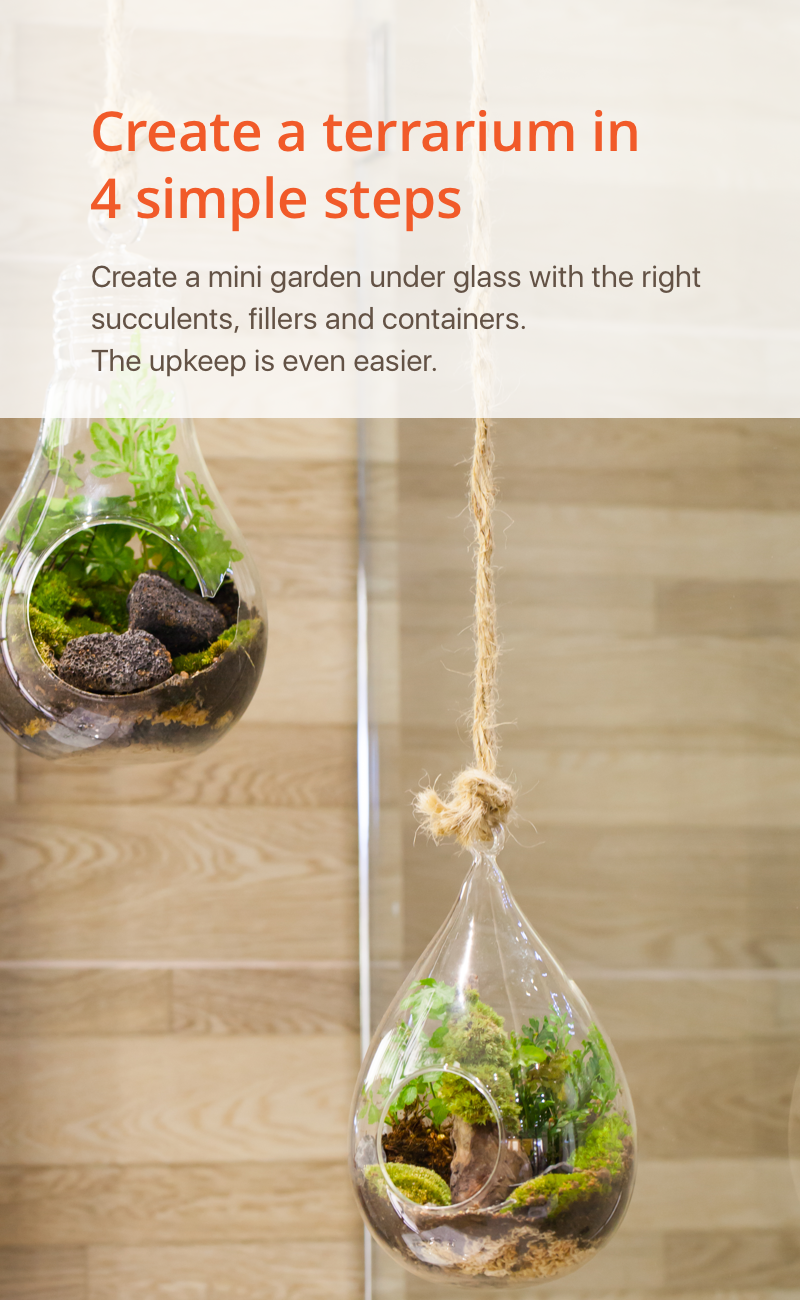 Create a terrarium in
4 simple steps
Create a mini garden under glass with the right
succulents, fillers and containers.
The upkeep is even easier.